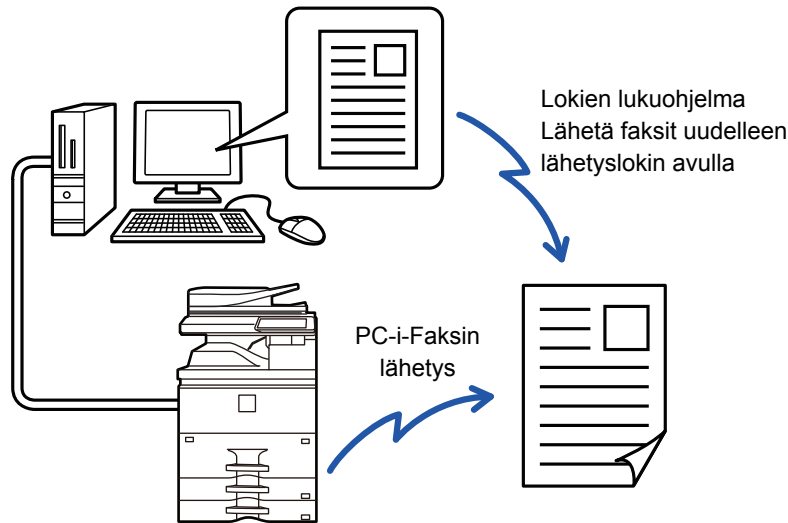 Lokien lukuohjelma
Lähetä faksit uudelleen
lähetyslokin avulla
PC-i-Faksin
lähetys